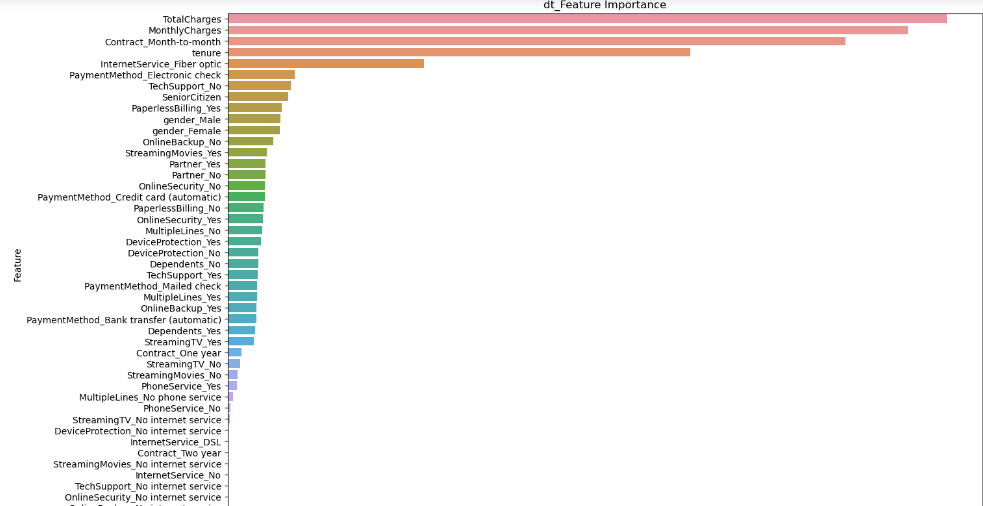 dt_Feature Importance
TotalCharges
MonthlyCharges
Contract_Month-to-month
tenure
InternetService_Fiber optic
PaymentMethod_Electronic check
TechSupport_No
SeniorCitizen
PaperlessBilling_Yes
gender_Male
gender_Female
OnlineBackup_No
StreamingMovies_Yes
Partner_Yes
Partner_No
OnlineSecurity_No
PaymentMethod_Credit card (automatic)
PaperlessBilling_No
OnlineSecurity_Yes
MultipleLines_No
DeviceProtection_Yes
DeviceProtection_No
Dependents_No
TechSupport_Yes
PaymentMethod_Mailed check
MultipleLines_Yes
OnlineBackup_Yes
PaymentMethod_Bank transfer (automatic)
Dependents_Yes
StreamingTV_Yes
Contract_One year
StreamingTV_No
StreamingMovies_No
PhoneService_Yes
MultipleLines_No phone service
PhoneService_No
StreamingTV_No internet service
DeviceProtection_No internet service
InternetService_DSL
Contract_Two year
StreamingMovies_No internet service
InternetService_No
TechSupport_No internet service
OnlineSecurity_No internet service
Feature